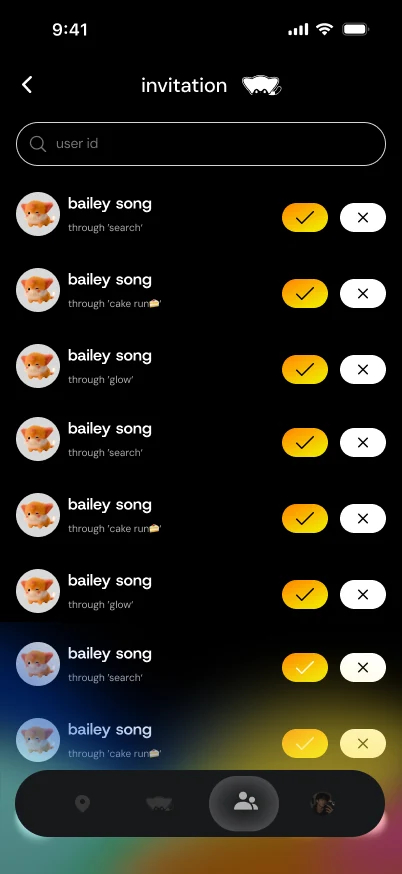 9:41
invitation
user id
bailey song
through 'search'
bailey song
through 'cake run🍰'
bailey song
through 'glow'
bailey song
through 'search'
bailey song
through 'cake run🍰'
bailey song
through 'glow'
bailey song
through 'search'
bailey song
through 'cake run🍰'